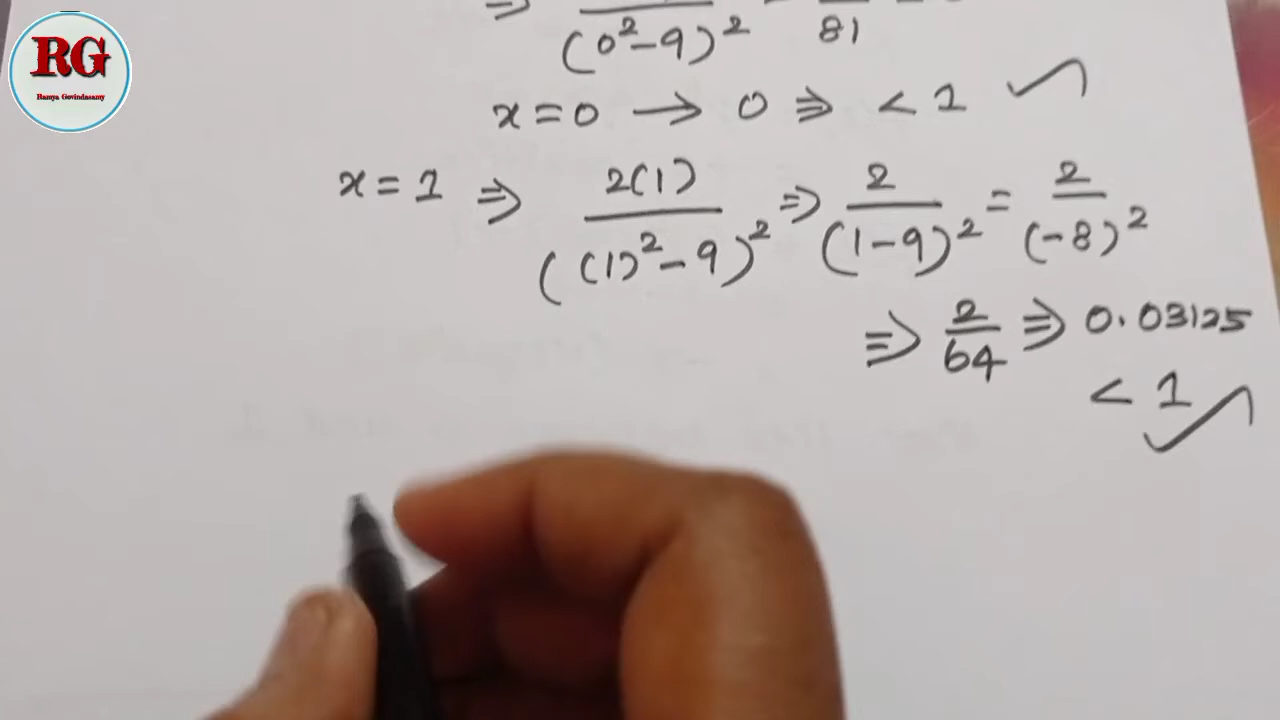 RG
Ramya Govindasamy
⇒ (0²-9)² 81
x=0 → 0 ⇒ < 1 ✓
x = 1 ⇒ 2(1) / ((1)²-9)² ⇒ 2 / (1-9)² = 2 / (-8)²
⇒ 2/64 ⇒ 0.03125
< 1 ✓